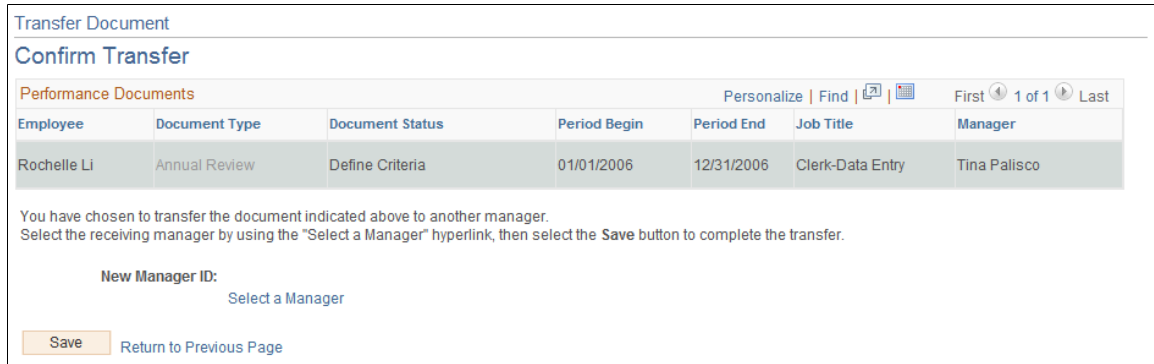 Transfer Document
Confirm Transfer
Performance Documents Personalize | Find | | First 1 of 1 Last
Employee Document Type Document Status Period Begin Period End Job Title Manager
Rochelle Li Annual Review Define Criteria 01/01/2006 12/31/2006 Clerk-Data Entry Tina Palisco
You have chosen to transfer the document indicated above to another manager.
Select the receiving manager by using the "Select a Manager" hyperlink, then select the Save button to complete the transfer.
New Manager ID:
Select a Manager
Save Return to Previous Page